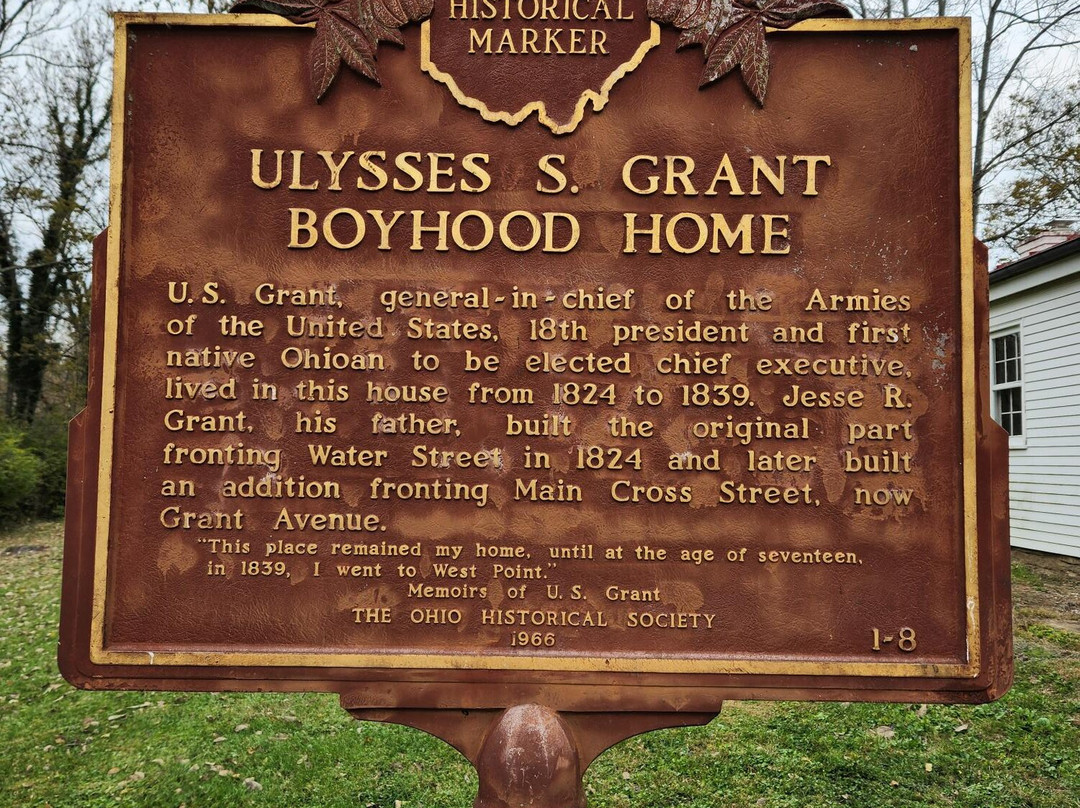 HISTORICAL
MARKER
ULYSSES S. GRANT
BOYHOOD HOME
U.S. Grant, general-in-chief of the Armies
of the United States, 18th president and first
native Ohioan to be elected chief executive,
lived in this house from 1824 to 1839. Jesse R.
Grant, his father, built the original part
fronting Water Street in 1824 and later built
an addition fronting Main Cross Street, now
Grant Avenue.
"This place remained my home, until at the age of seventeen,
in 1839, I went to West Point."
Memoirs of U. S. Grant
THE OHIO HISTORICAL SOCIETY
1966
1-8